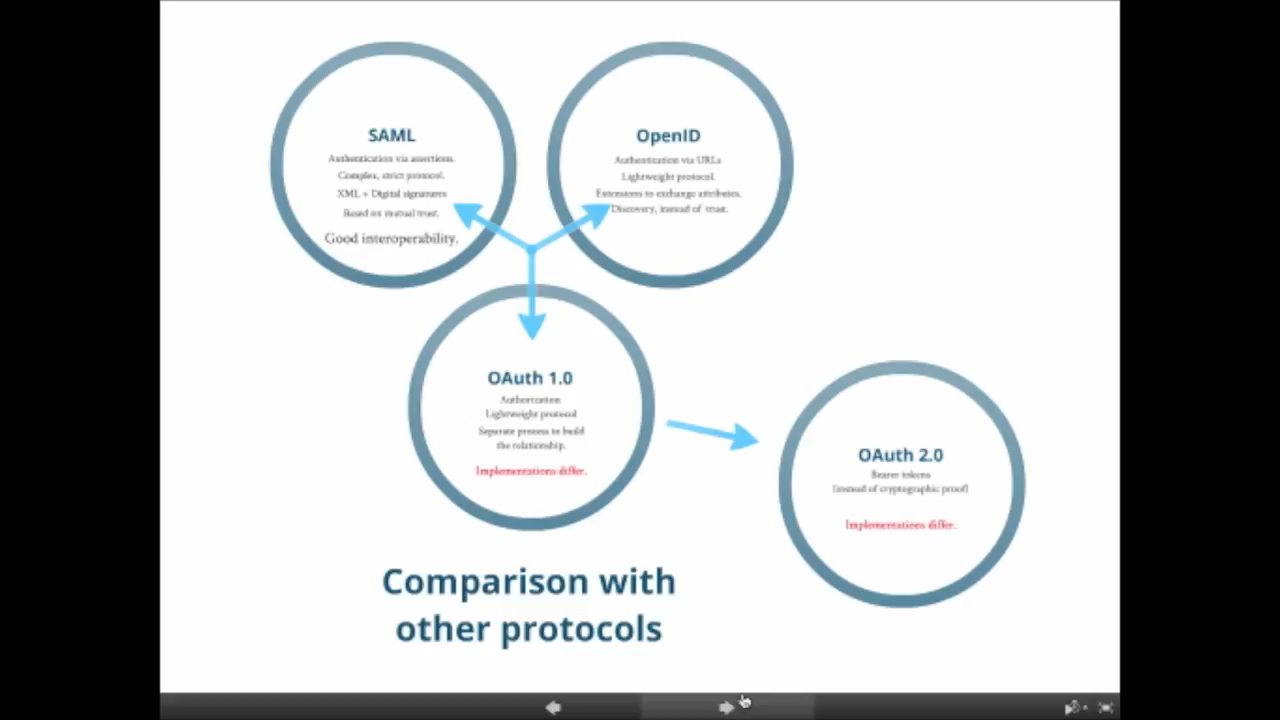 SAML
Authentication via assertions.
Complex, strict protocol.
XML + Digital signatures
Based on mutual trust.
Good interoperability.
OpenID
Authentication via URLs
Lightweight protocol.
Extensions to exchange attributes.
Discovery, instead of trust.
OAuth 1.0
Authorization
Lightweight protocol
Separate process to build
the relationship.
Implementations differ.
OAuth 2.0
Bearer tokens
(instead of cryptographic proof)
Implementations differ.
Comparison with
other protocols